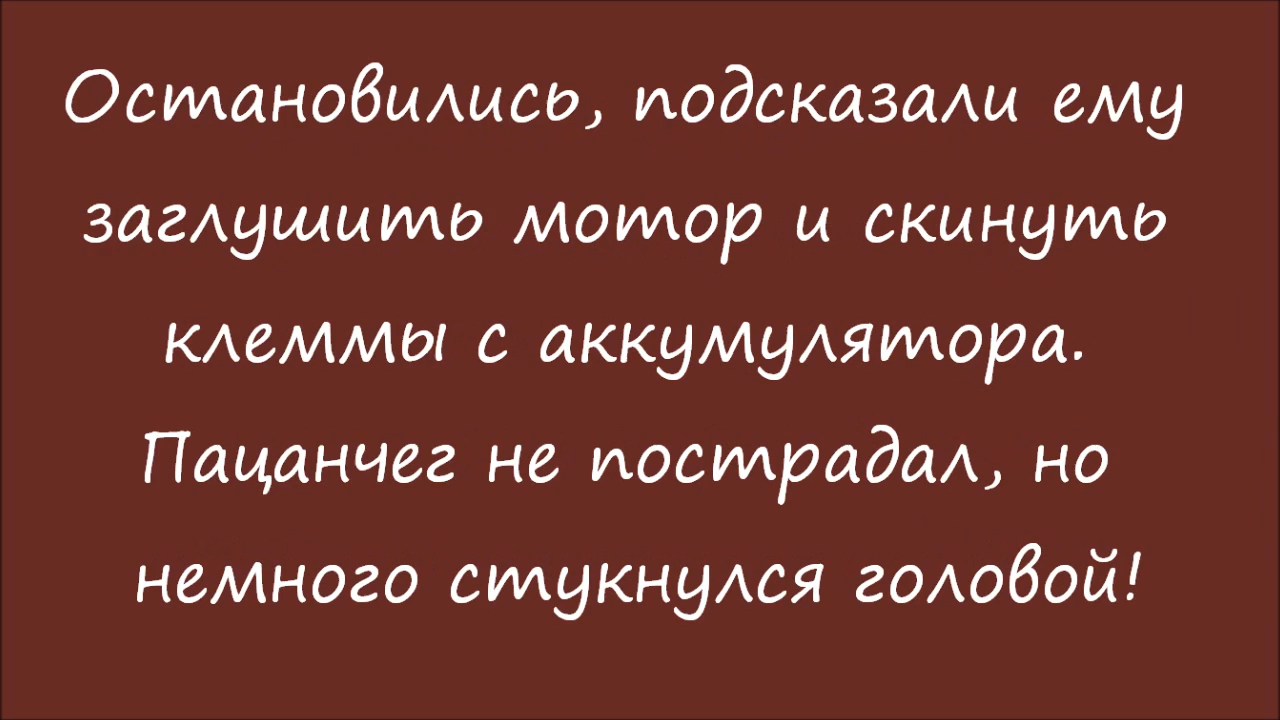 Остановились, подсказали ему
заглушить мотор и скинуть
клеммы с аккумулятора.
Пацанчег не пострадал, но
немного стукнулся головой!